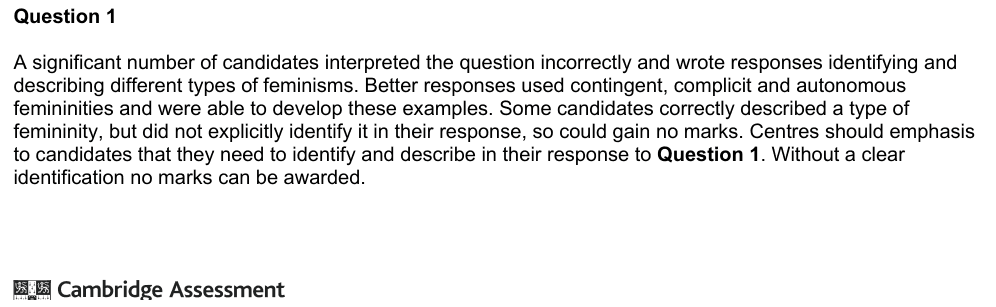 Question 1
A significant number of candidates interpreted the question incorrectly and wrote responses identifying and
describing different types of feminisms. Better responses used contingent, complicit and autonomous
femininities and were able to develop these examples. Some candidates correctly described a type of
femininity, but did not explicitly identify it in their response, so could gain no marks. Centres should emphasis
to candidates that they need to identify and describe in their response to Question 1. Without a clear
identification no marks can be awarded.
Cambridge Assessment